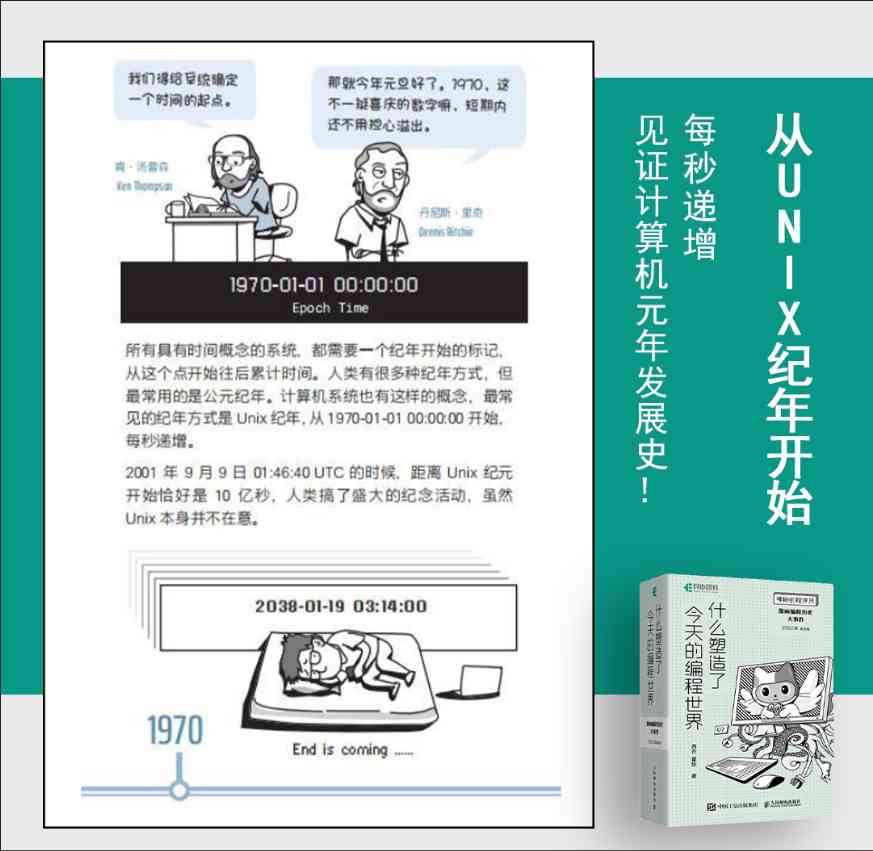 我们得给系统确定
一个时间的起点。
那就今年元旦好了。1970，这
不一挺喜庆的数字嘛，短期内
还不用担心溢出。
肯·汤普森
Ken Thompson
丹尼斯·里奇
Dennis Ritchie
1970-01-01 00:00:00
Epoch Time
所有具有时间概念的系统，都需要一个纪年开始的标记，
从这个点开始往后累计时间。人类有很多种纪年方式，但
最常用的是公元纪年。计算机系统也有这样的概念，最常
见的纪年方式是 Unix 纪年，从 1970-01-01 00:00:00 开始，
每秒递增。
2001 年 9 月 9 日 01:46:40 UTC 的时候，距离 Unix 纪元
开始恰好是 10 亿秒，人类搞了盛大的纪念活动，虽然
Unix 本身并不在意。
2038-01-19 03:14:00
1970
End is coming ......
从UNIX纪年开始
每秒递增
见证计算机元年发展史！
什么塑造了
今天的编程世界
什么塑造了
今天的编程世界
人民邮电出版社